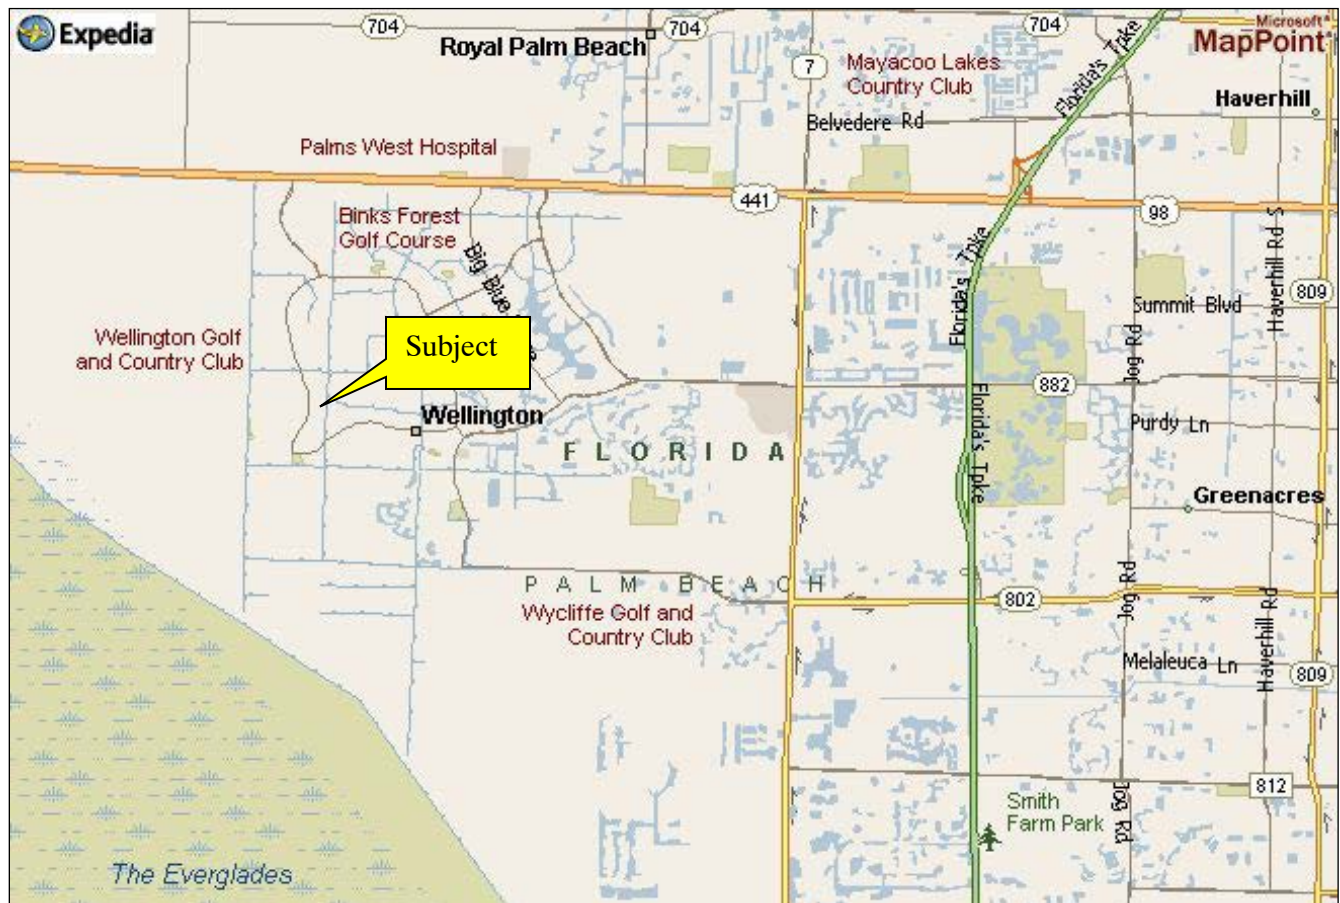 Expedia
704
704
704
Microsoft®
MapPoint®
Royal Palm Beach
7
Mayacoo Lakes
Country Club
Florida's Tpke
Haverhill
Belvedere Rd
Palms West Hospital
441
98
Binks Forest
Golf Course
Big Blue
Florida's Tpke
Haverhill Rd S
809
Summit Blvd
Wellington Golf
and Country Club
Subject
Jog Rd
882
Florida's Tpke
Wellington
Purdy Ln
FLORIDA
Greenacres
PALM BEACH
802
Jog Rd
Haverhill Rd
Wycliffe Golf and
Country Club
Melaleuca Ln
809
812
Smith
Farm Park
Jog Rd
The Everglades